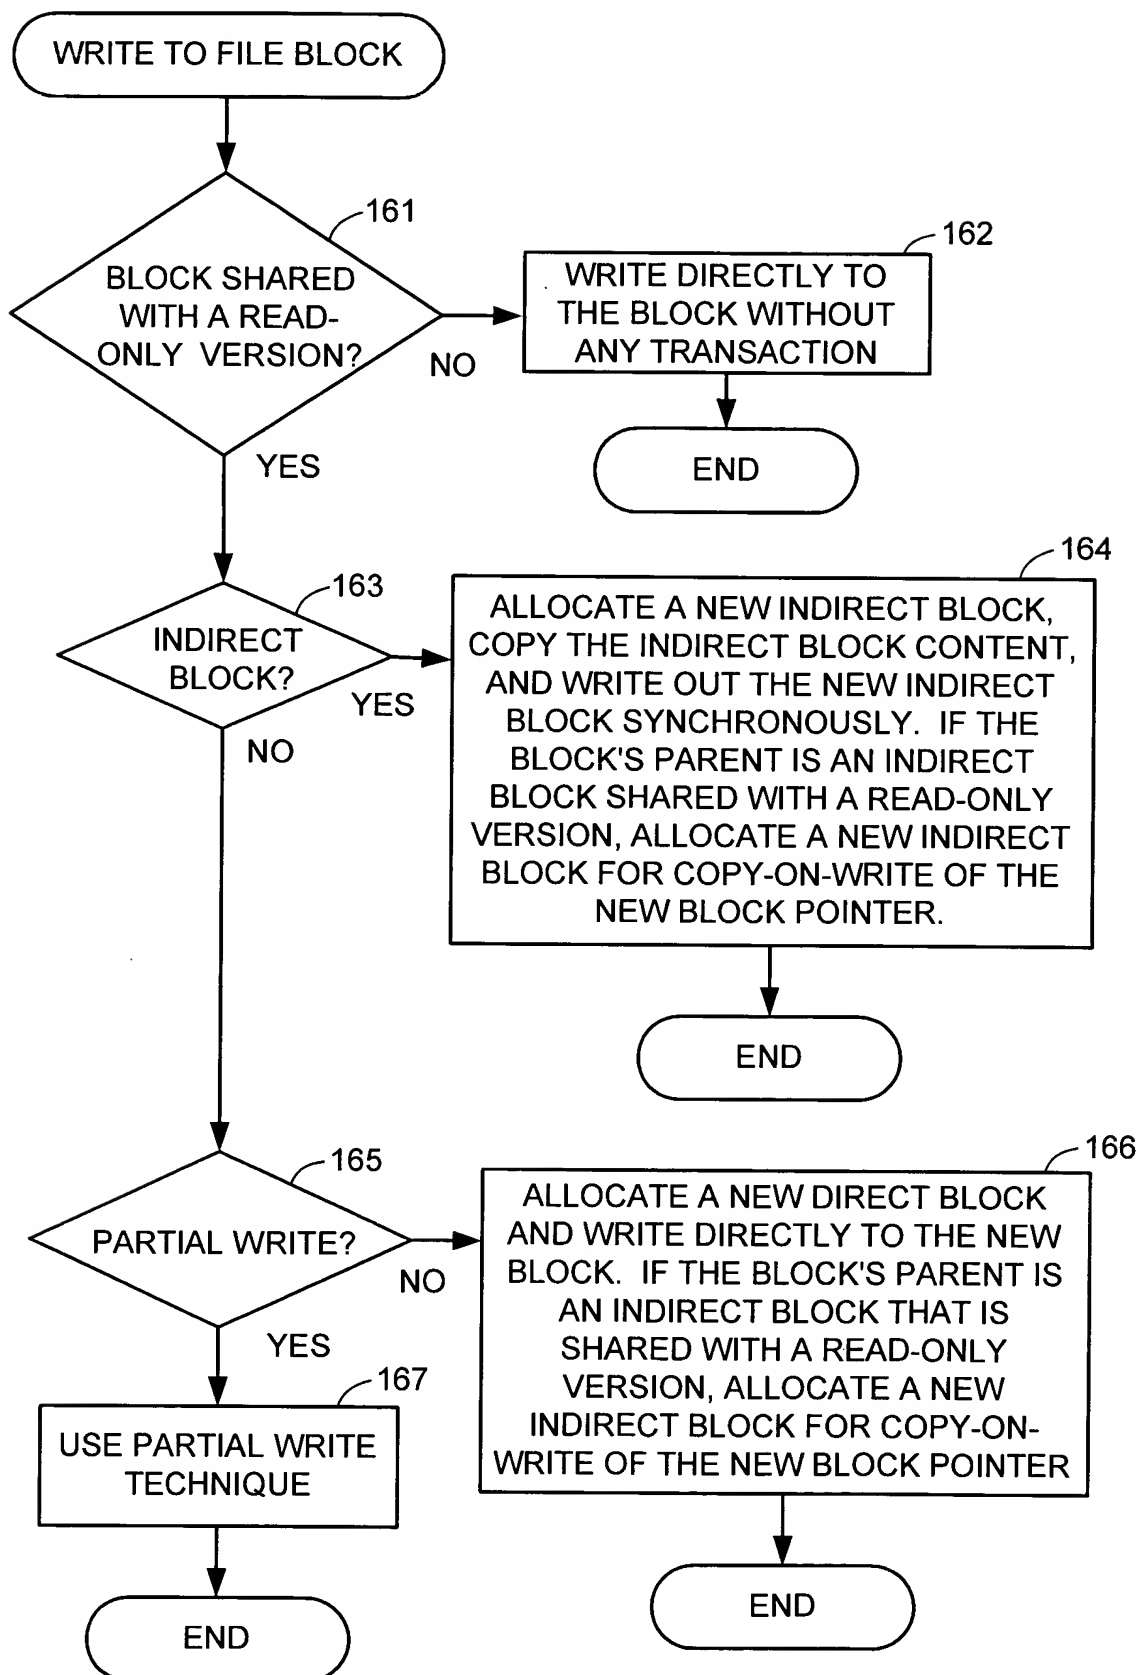 WRITE TO FILE BLOCK
161
BLOCK SHARED
WITH A READ-
ONLY VERSION?
NO
YES
162
WRITE DIRECTLY TO
THE BLOCK WITHOUT
ANY TRANSACTION
END
163
INDIRECT
BLOCK?
YES
NO
164
ALLOCATE A NEW INDIRECT BLOCK,
COPY THE INDIRECT BLOCK CONTENT,
AND WRITE OUT THE NEW INDIRECT
BLOCK SYNCHRONOUSLY. IF THE
BLOCK'S PARENT IS AN INDIRECT
BLOCK SHARED WITH A READ-ONLY
VERSION, ALLOCATE A NEW INDIRECT
BLOCK FOR COPY-ON-WRITE OF THE
NEW BLOCK POINTER.
END
165
PARTIAL WRITE?
NO
YES
166
ALLOCATE A NEW DIRECT BLOCK
AND WRITE DIRECTLY TO THE NEW
BLOCK. IF THE BLOCK'S PARENT IS
AN INDIRECT BLOCK THAT IS
SHARED WITH A READ-ONLY
VERSION, ALLOCATE A NEW
INDIRECT BLOCK FOR COPY-ON-
WRITE OF THE NEW BLOCK POINTER
END
167
USE PARTIAL WRITE
TECHNIQUE
END